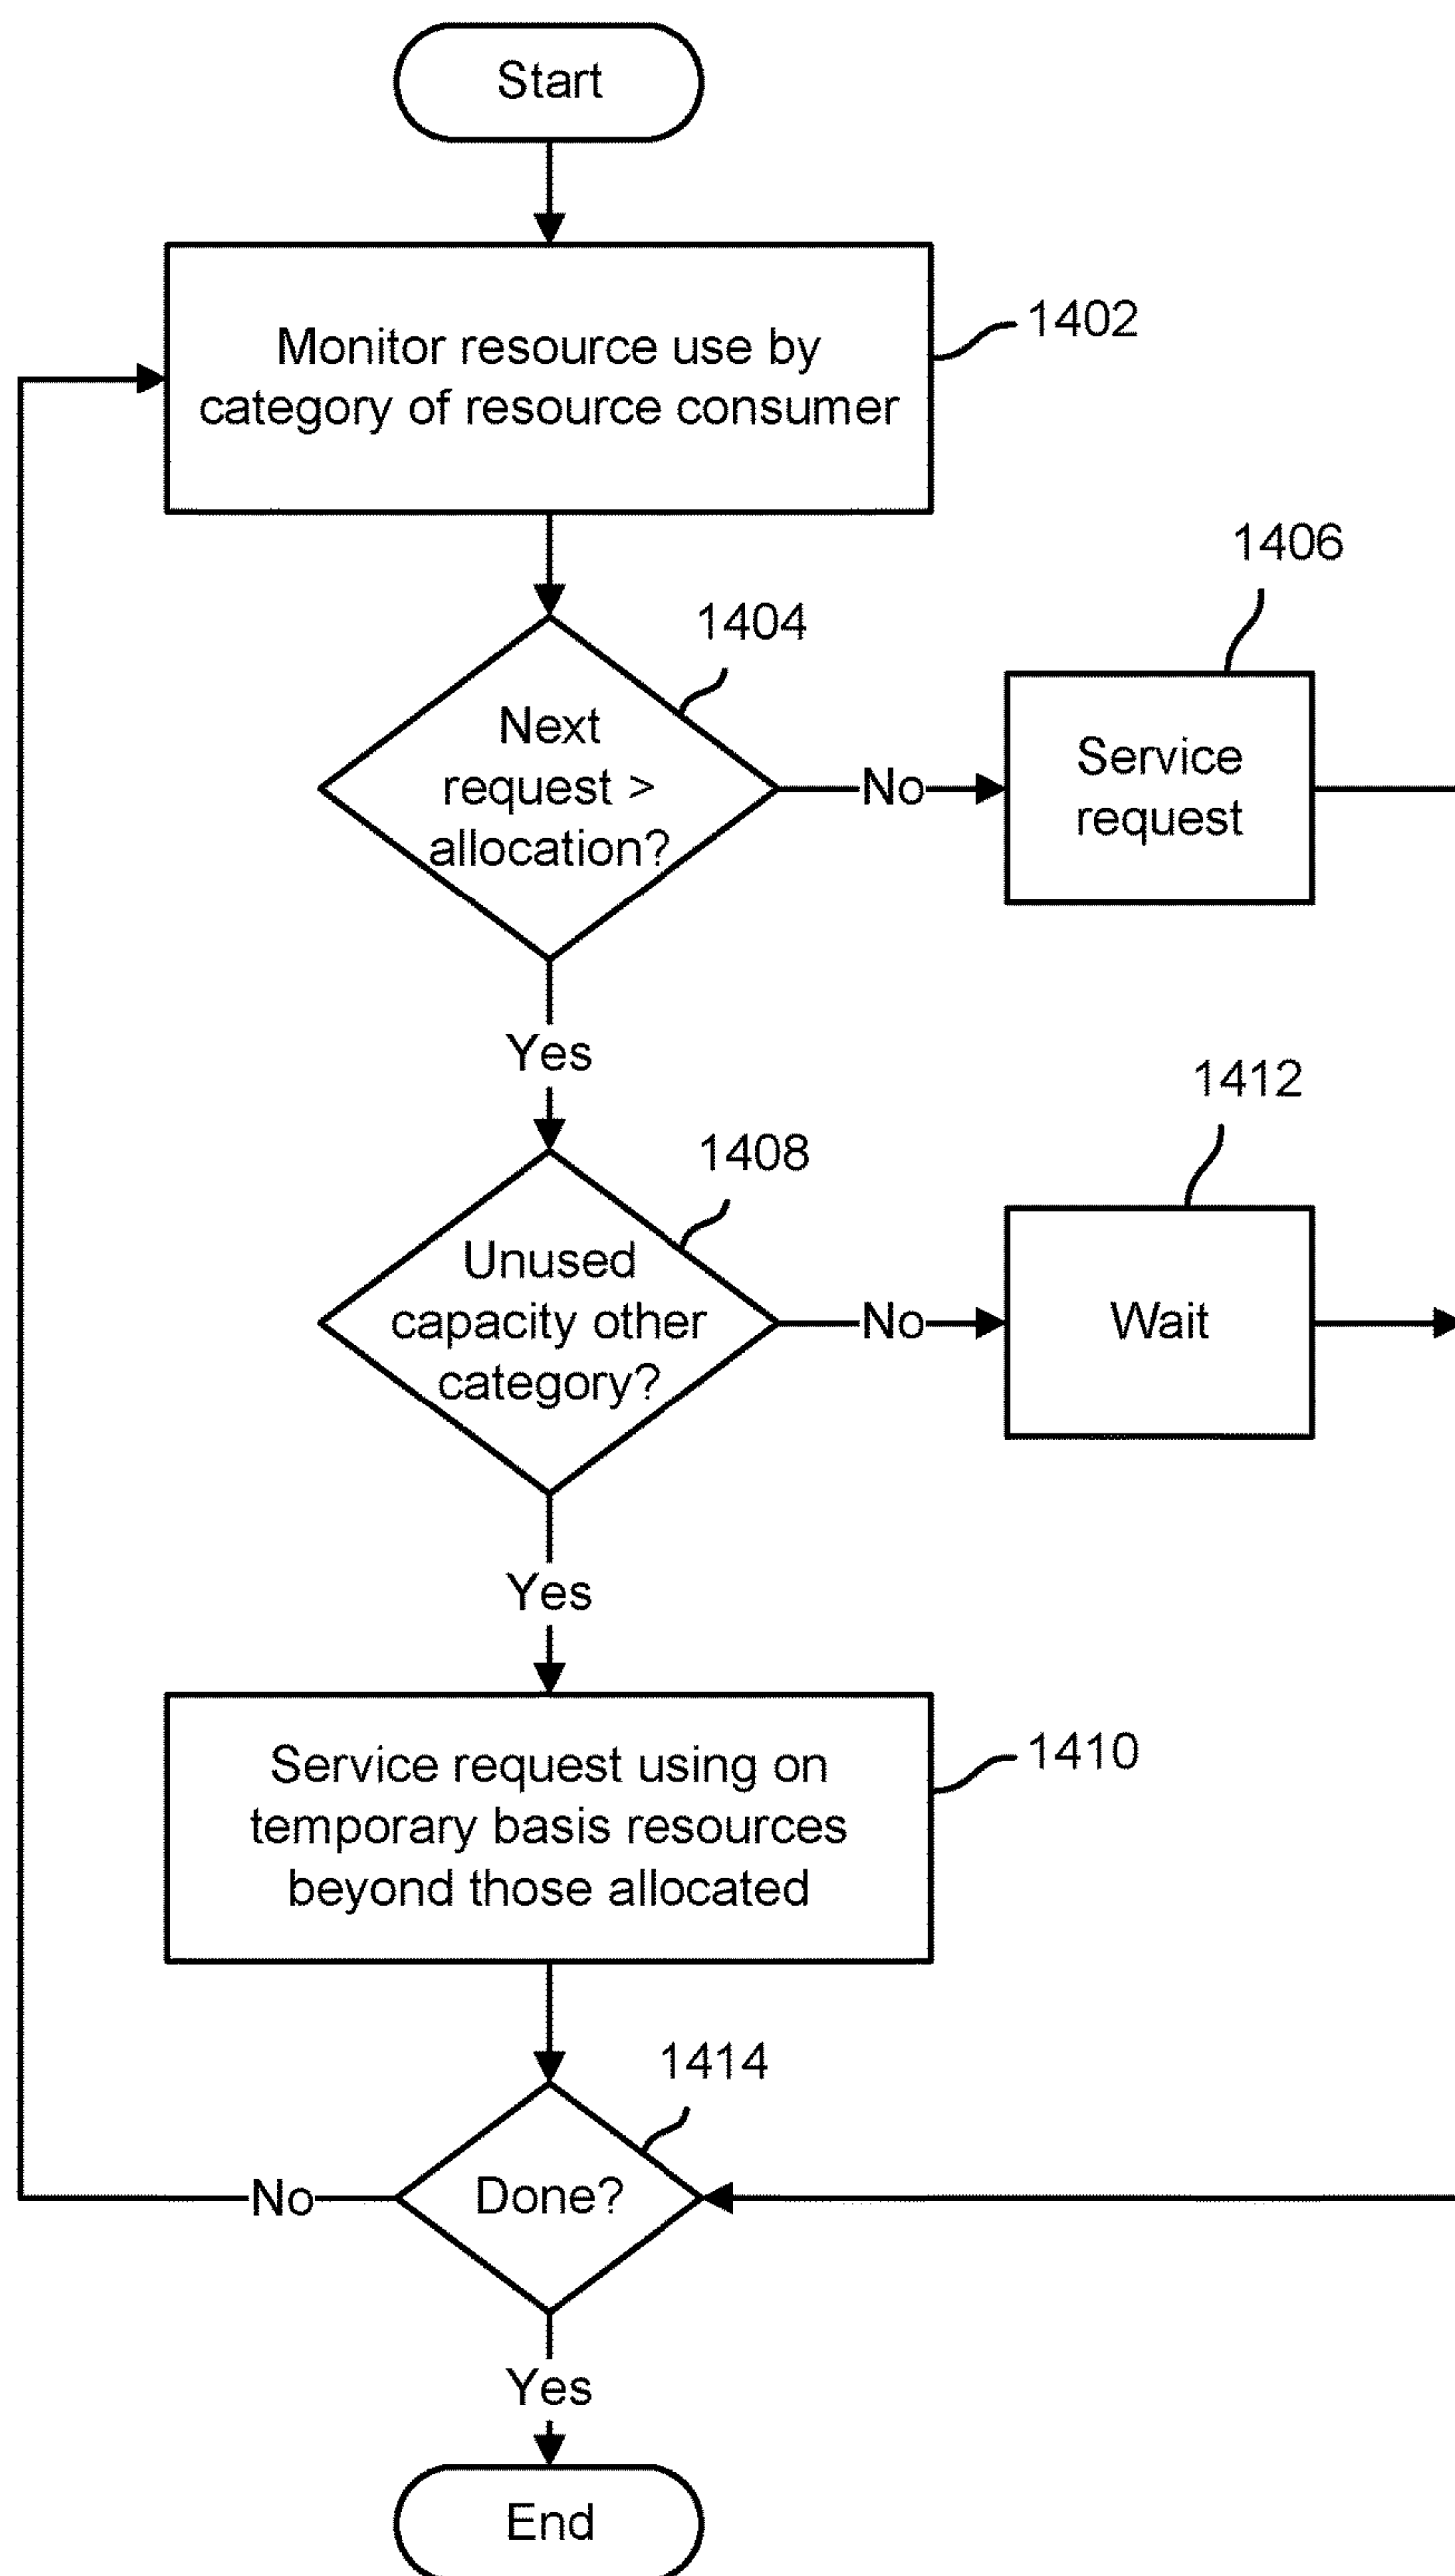 Start
Monitor resource use by
category of resource consumer
1402
1404
Next
request >
allocation?
No
1406
Service
request
Yes
1408
Unused
capacity other
category?
No
1412
Wait
Yes
Service request using on
temporary basis resources
beyond those allocated
1410
1414
Done?
No
Yes
End